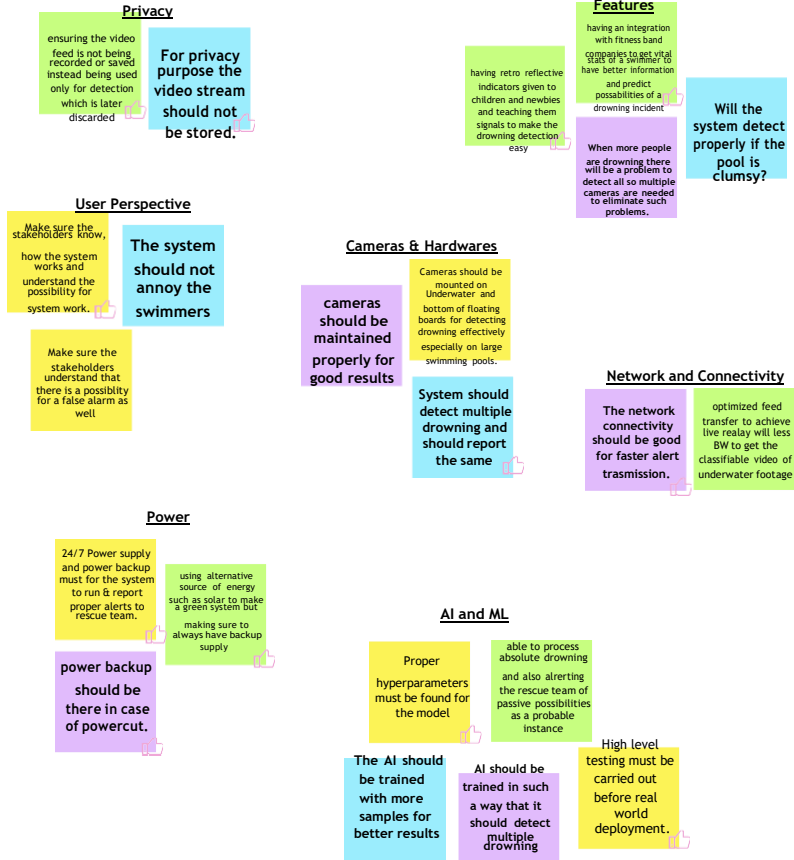 Privacy
ensuring the video
feed is not being
recorded or saved
instead being used
only for detection
which is later
discarded
For privacy
purpose the
video stream
should not
be stored.
Features
having retro reflective
indicators given to
children and newbies
and teaching them
signals to make the
drowning detection
easy
having an integration
with fitness band
companies to get vital
stats of a swimmer to
have better information
and predict
possabilities of a
drowning incident
When more people
are drowning there
will be a problem to
detect all so multiple
cameras are needed
to eliminate such
problems.
Will the
system detect
properly if the
pool is
clumsy?
User Perspective
Make sure the
stakeholders know,
how the system
works and
understand the
possibility for
system work.
The system
should not
annoy the
swimmers
Make sure the
stakeholders
understand that
there is a possiblity
for a false alarm as
well
Cameras & Hardwares
cameras
should be
maintained
properly for
good results
Cameras should be
mounted on
Underwater and
bottom of floating
boards for detecting
drowning effectively
especially on large
swimming pools.
System should
detect multiple
drowning and
should report
the same
Network and Connectivity
The network
connectivity
should be good
for faster alert
trasmission.
optimized feed
transfer to achieve
live realay will less
BW to get the
classifiable video of
underwater footage
Power
24/7 Power supply
and power backup
must for the system
to run & report
proper alerts to
rescue team.
using alternative
source of energy
such as solar to make
a green system but
making sure to
always have backup
supply
power backup
should be
there in case
of powercut.
AI and ML
Proper
hyperparameters
must be found for
the model
able to process
absolute drowning
and also alrerting
the rescue team of
passive possibilities
as a probable
instance
The AI should
be trained
with more
samples for
better results
AI should be
trained in such
a way that it
should detect
multiple
drowning
High level
testing must be
carried out
before real
world
deployment.